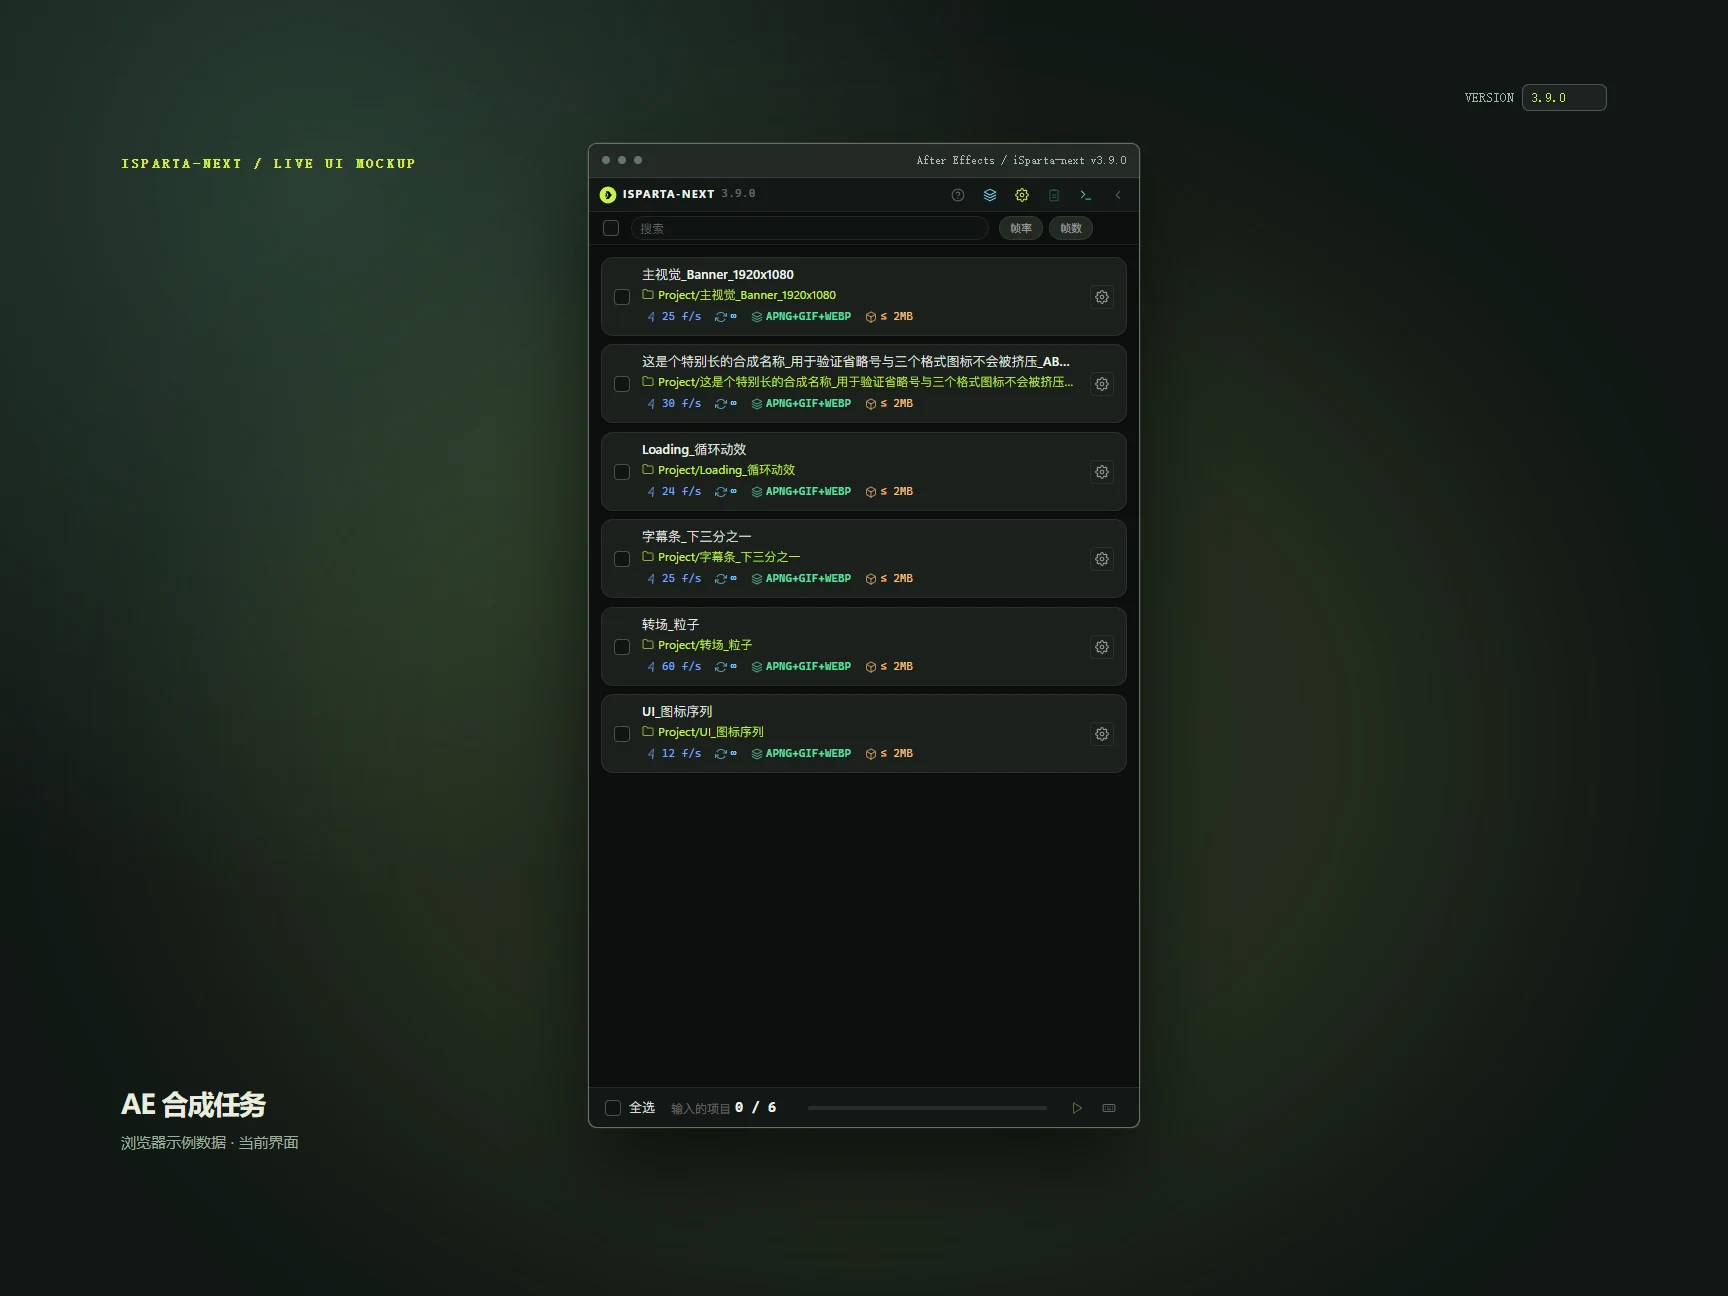 VERSION 3.9.0
ISPARTA-NEXT / LIVE UI MOCKUP
After Effects / iSparta-next v3.9.0
ISPARTA-NEXT 3.9.0
搜索 帧率 帧数
主视觉_Banner_1920x1080
Project/主视觉_Banner_1920x1080
25 f/s ∞ APNG+GIF+WEBP ≤ 2MB
这是个特别长的合成名称_用于验证省略号与三个格式图标不会被挤压_AB...
Project/这是个特别长的合成名称_用于验证省略号与三个格式图标不会被挤压...
30 f/s ∞ APNG+GIF+WEBP ≤ 2MB
Loading_循环动效
Project/Loading_循环动效
24 f/s ∞ APNG+GIF+WEBP ≤ 2MB
字幕条_下三分之一
Project/字幕条_下三分之一
25 f/s ∞ APNG+GIF+WEBP ≤ 2MB
转场_粒子
Project/转场_粒子
60 f/s ∞ APNG+GIF+WEBP ≤ 2MB
UI_图标序列
Project/UI_图标序列
12 f/s ∞ APNG+GIF+WEBP ≤ 2MB
全选 输入的项目 0 / 6
AE 合成任务
浏览器示例数据 · 当前界面